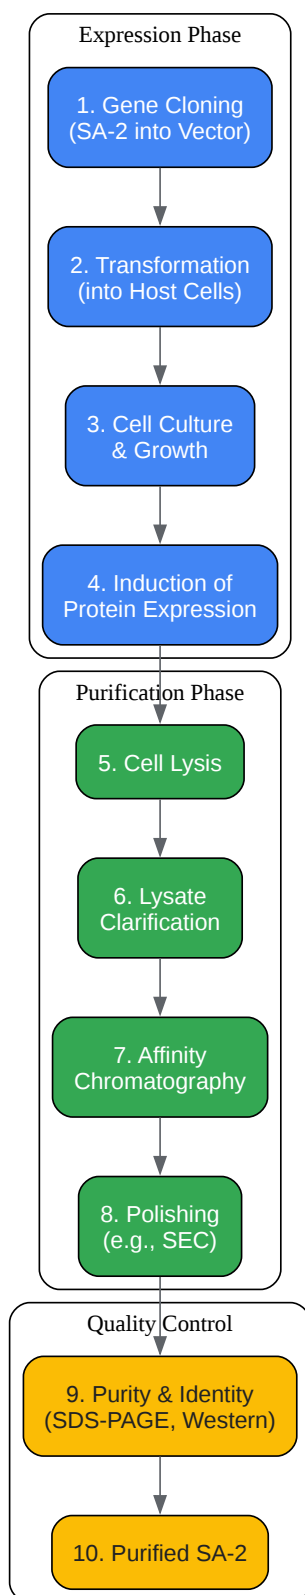 Expression Phase
1. Gene Cloning
(SA-2 into Vector)
2. Transformation
(into Host Cells)
3. Cell Culture
& Growth
4. Induction of
Protein Expression
Purification Phase
5. Cell Lysis
6. Lysate
Clarification
7. Affinity
Chromatography
8. Polishing
(e.g., SEC)
Quality Control
9. Purity & Identity
(SDS-PAGE, Western)
10. Purified SA-2